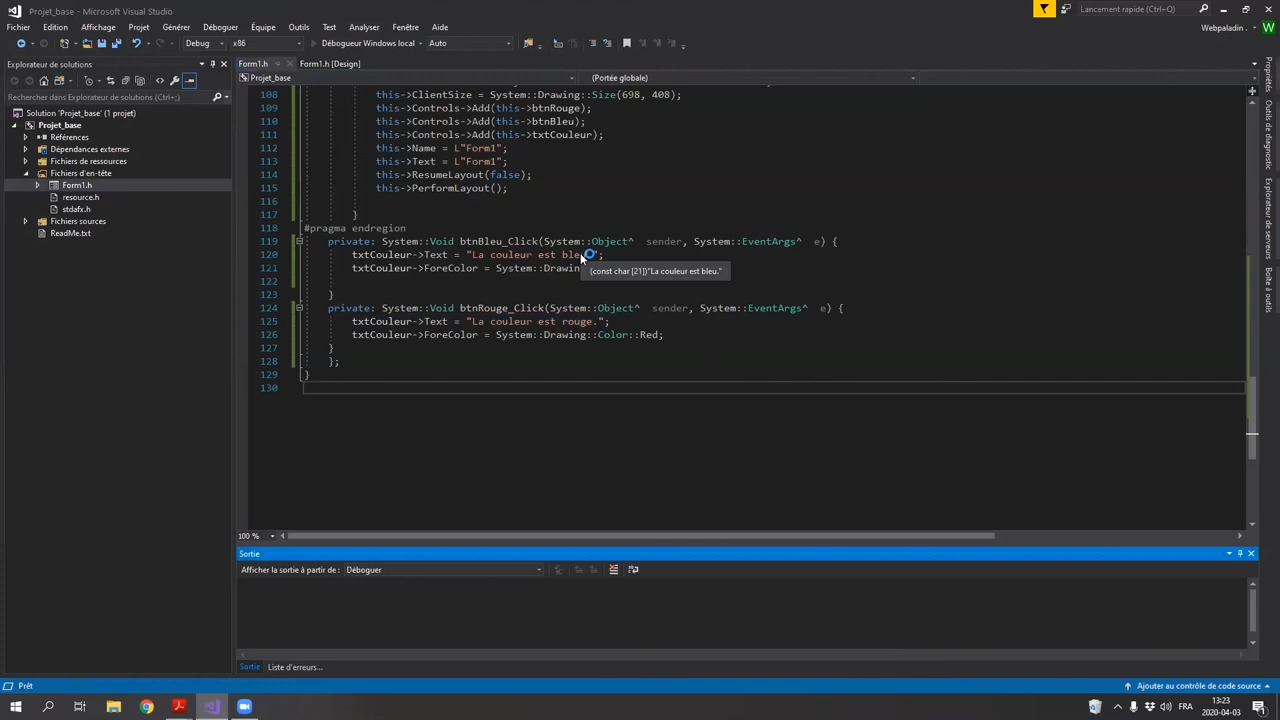 Projet_base - Microsoft Visual Studio
Lancement rapide (Ctrl+Q)
Fichier Edition Affichage Projet Générer Déboguer Équipe Outils Test Analyser Fenêtre Aide
Webpaladin . W
Debug x86 Débogueur Windows local Auto
Explorateur de solutions
Form1.h Form1.h [Design]
Projet_base (Portée globale)
Rechercher dans Explorateur de solutions (Ctrl+;)
Solution 'Projet_base' (1 projet)
Projet_base
Références
Dépendances externes
Fichiers de ressources
Fichiers d'en-tête
Form1.h
resource.h
stdafx.h
Fichiers sources
ReadMe.txt
108 this->ClientSize = System::Drawing::Size(698, 408);
109 this->Controls->Add(this->btnRouge);
110 this->Controls->Add(this->btnBleu);
111 this->Controls->Add(this->txtCouleur);
112 this->Name = L"Form1";
113 this->Text = L"Form1";
114 this->ResumeLayout(false);
115 this->PerformLayout();
116
117 }
118 #pragma endregion
119 private: System::Void btnBleu_Click(System::Object^ sender, System::EventArgs^ e) {
120 txtCouleur->Text = "La couleur est ble ";
121 txtCouleur->ForeColor = System::Drawin
(const char [21])"La couleur est bleu."
122
123 }
124 private: System::Void btnRouge_Click(System::Object^ sender, System::EventArgs^ e) {
125 txtCouleur->Text = "La couleur est rouge.";
126 txtCouleur->ForeColor = System::Drawing::Color::Red;
127 }
128 };
129 }
130
100 %
Sortie
Afficher la sortie à partir de : Déboguer
Sortie Liste d'erreurs...
Propriétés
Outils de diagnostic
Explorateur de serveurs
Boîte à outils
Prêt
Ajouter au contrôle de code source
FRA
13:23
2020-04-03